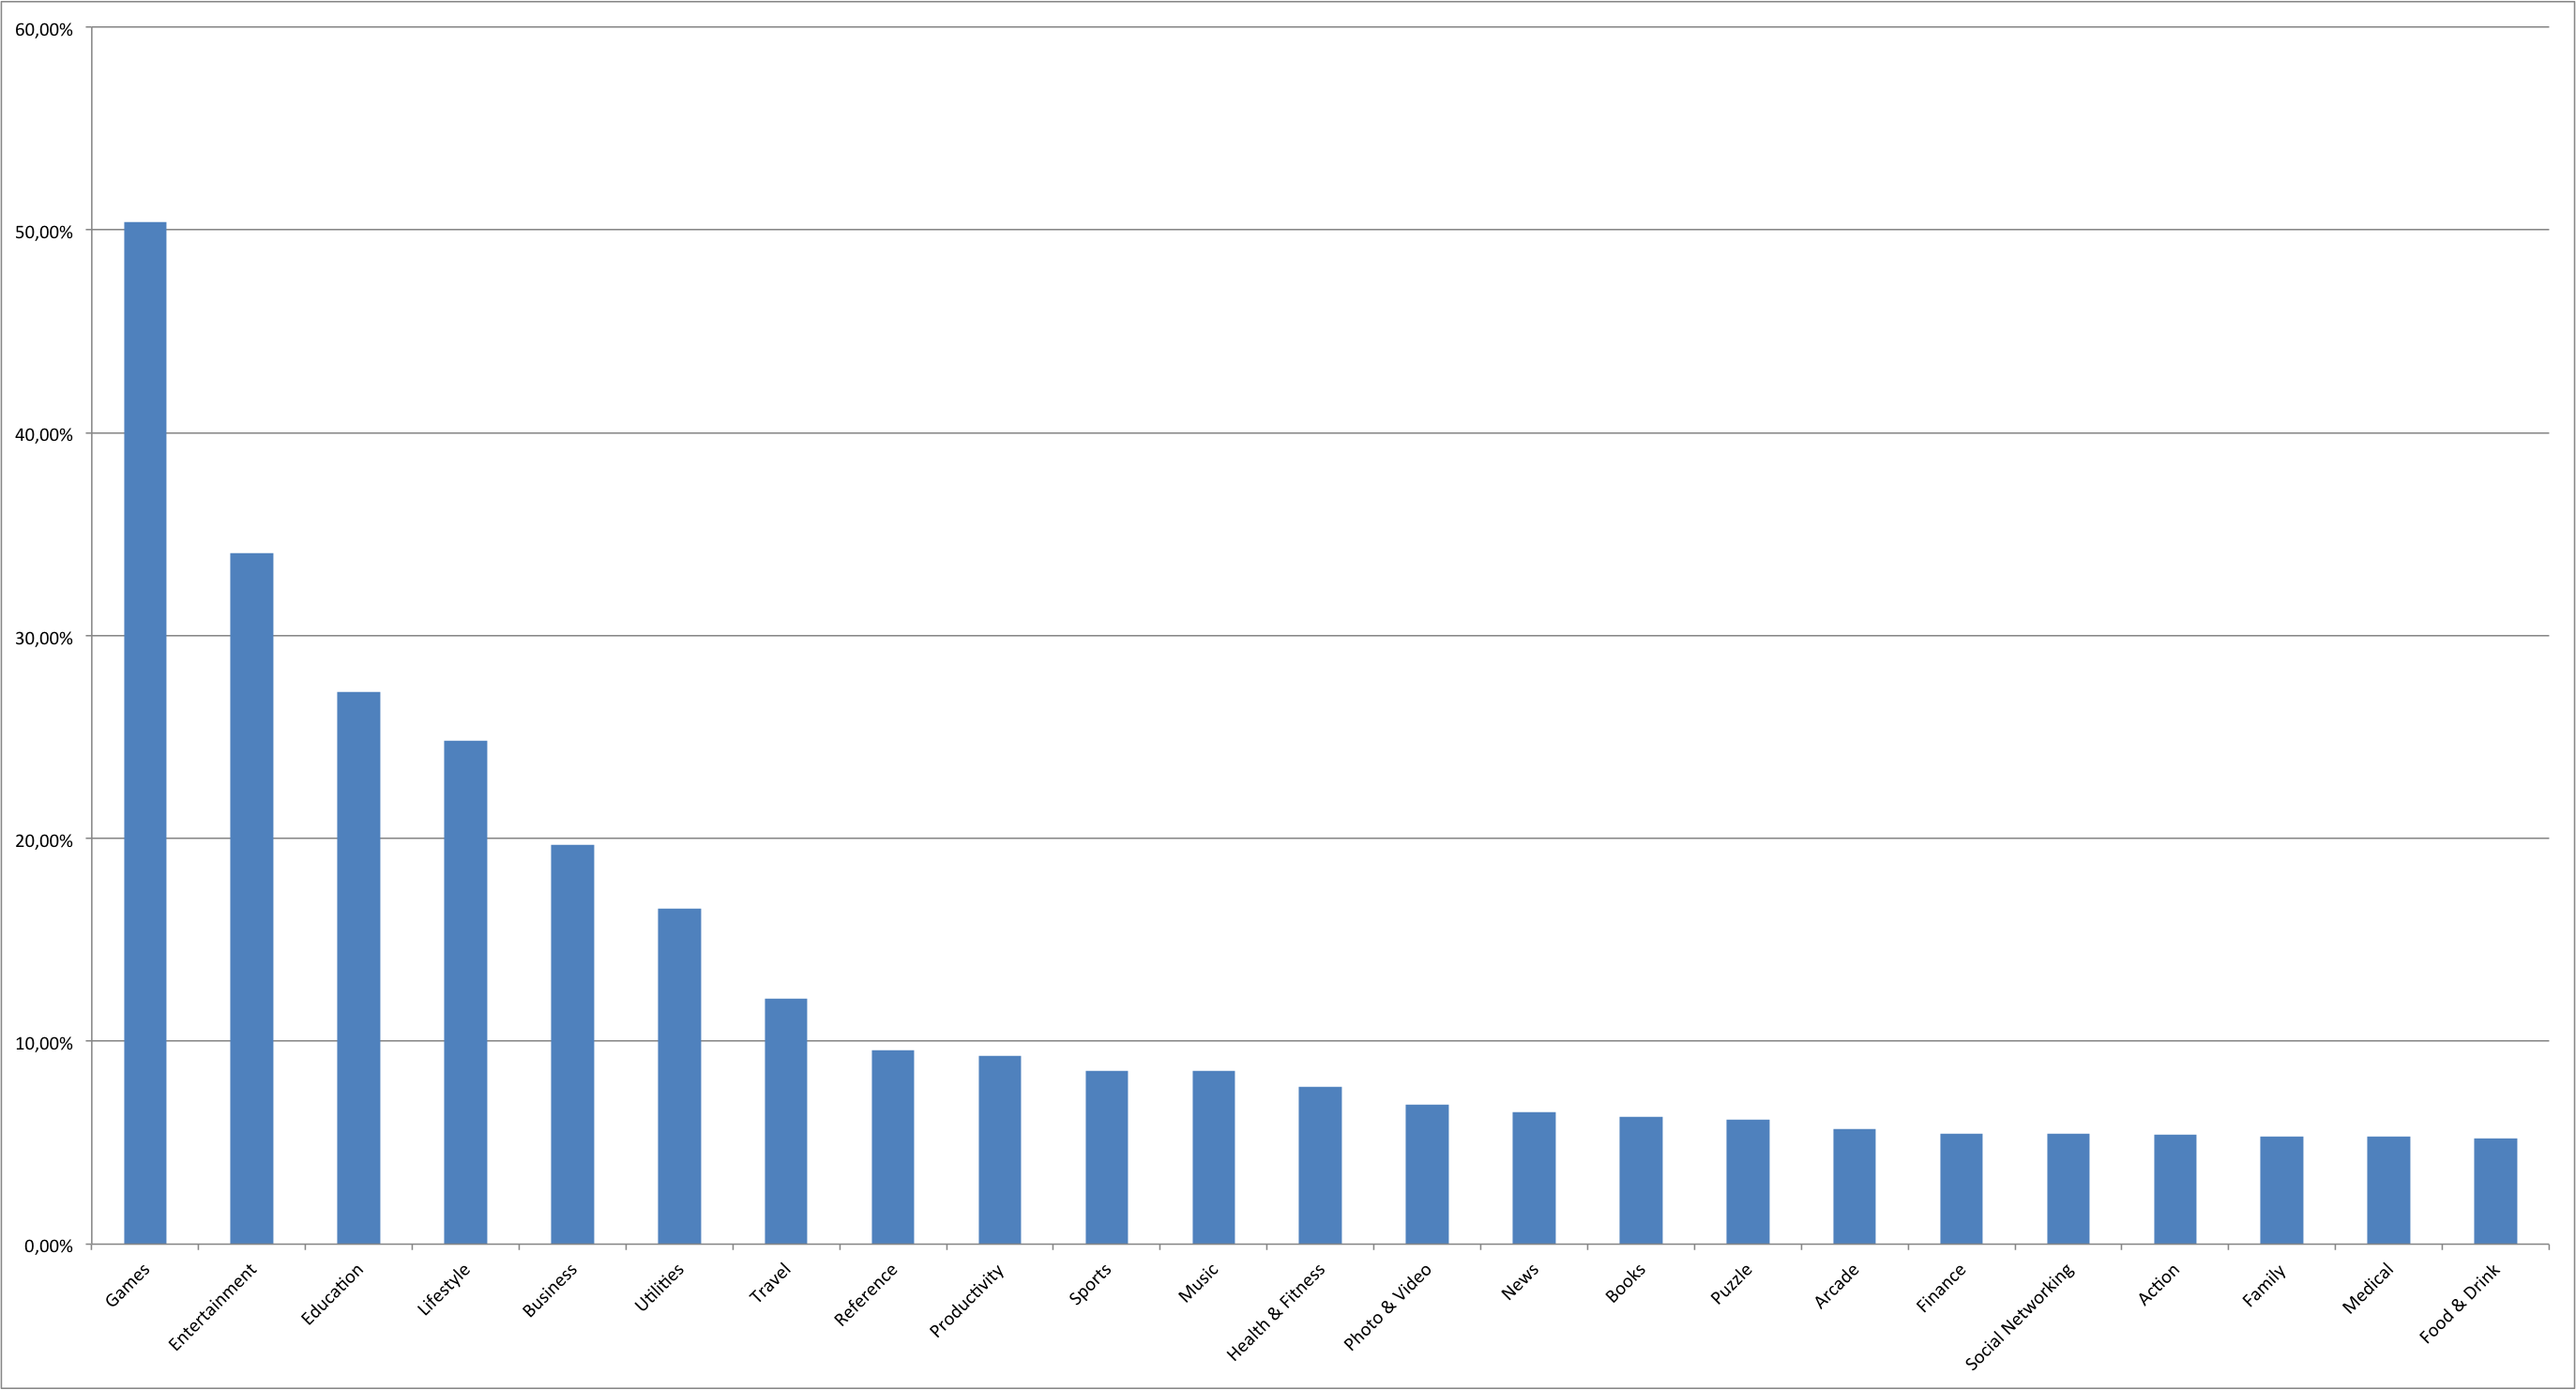 60,00%
50,00%
40,00%
30,00%
20,00%
10,00%
0,00%
Games
Entertainment
Education
Lifestyle
Business
Utilities
Travel
Reference
Productivity
Sports
Music
Health & Fitness
Photo & Video
News
Books
Puzzle
Arcade
Finance
Social Networking
Action
Family
Medical
Food & Drink